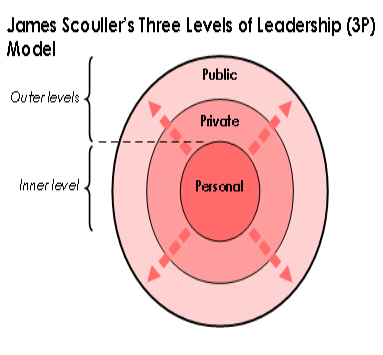 James Scouller's Three Levels of Leadership (3P)
Model
Public
Outer levels
Private
Inner level
Personal